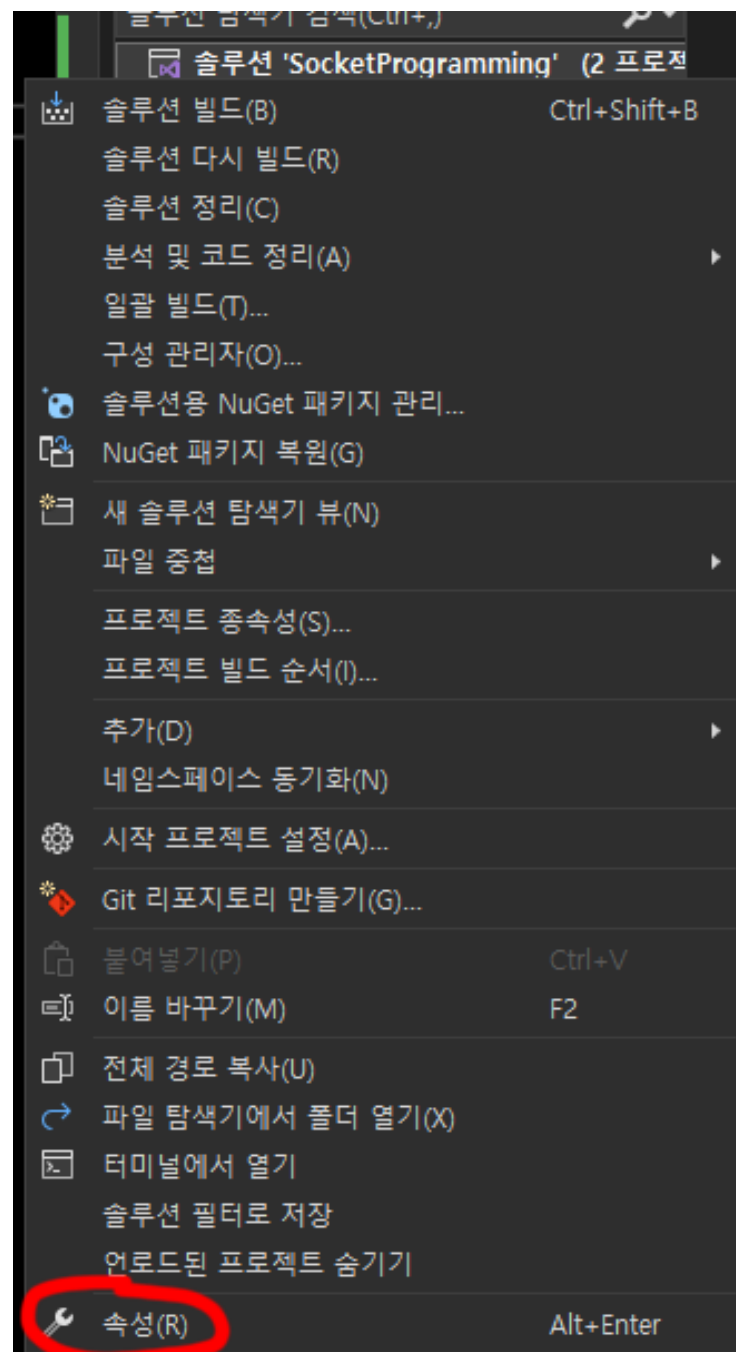 솔루션 탐색기 검색(Ctrl+;)
솔루션 'SocketProgramming' (2 프로젝
솔루션 빌드(B) Ctrl+Shift+B
솔루션 다시 빌드(R)
솔루션 정리(C)
분석 및 코드 정리(A)
일괄 빌드(T)...
구성 관리자(O)...
솔루션용 NuGet 패키지 관리...
NuGet 패키지 복원(G)
새 솔루션 탐색기 뷰(N)
파일 중첩
프로젝트 종속성(S)...
프로젝트 빌드 순서(I)...
추가(D)
네임스페이스 동기화(N)
시작 프로젝트 설정(A)...
Git 리포지토리 만들기(G)...
붙여넣기(P) Ctrl+V
이름 바꾸기(M) F2
전체 경로 복사(U)
파일 탐색기에서 폴더 열기(X)
터미널에서 열기
솔루션 필터로 저장
언로드된 프로젝트 숨기기
속성(R) Alt+Enter